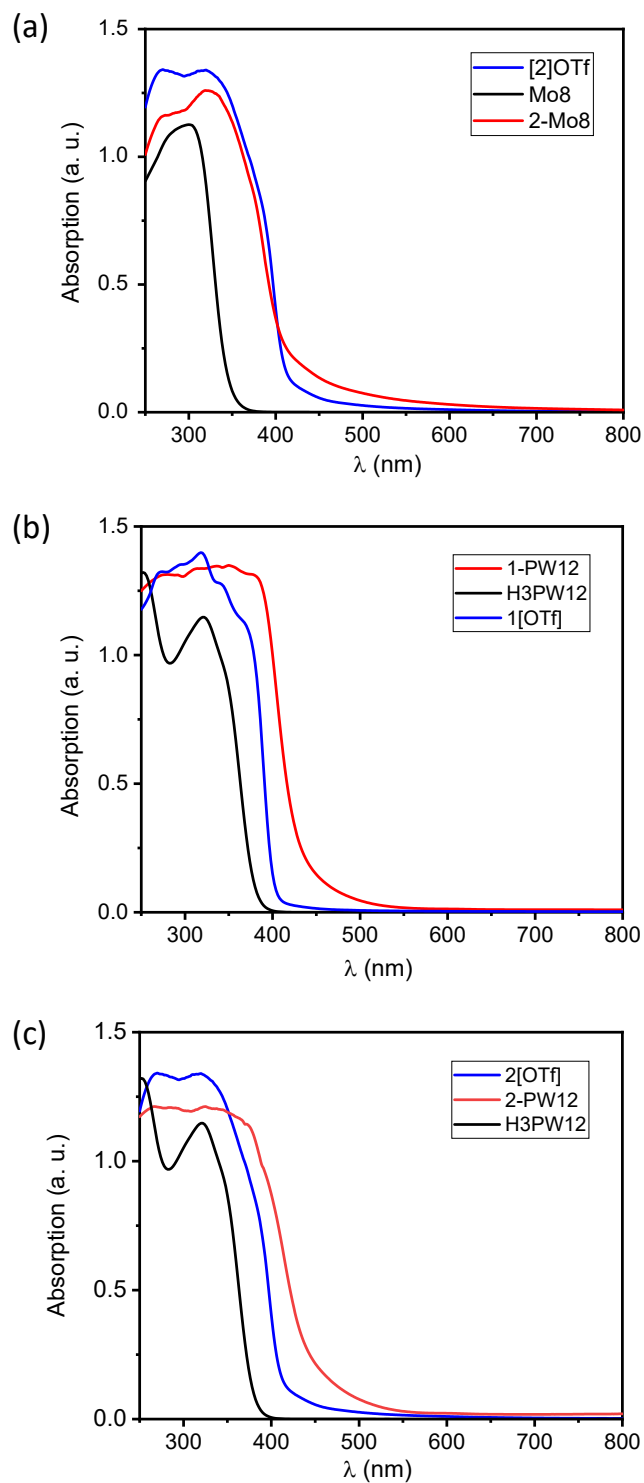 (a)
1.5
1.0
0.5
0.0
Absorption (a. u.)
[2]OTf
Mo8
2-Mo8
300 400 500 600 700 800
λ (nm)
(b)
1.5
1.0
0.5
0.0
Absorption (a. u.)
1-PW12
H3PW12
1[OTf]
300 400 500 600 700 800
λ (nm)
(c)
1.5
1.0
0.5
0.0
Absorption (a. u.)
2[OTf]
2-PW12
H3PW12
300 400 500 600 700 800
λ (nm)